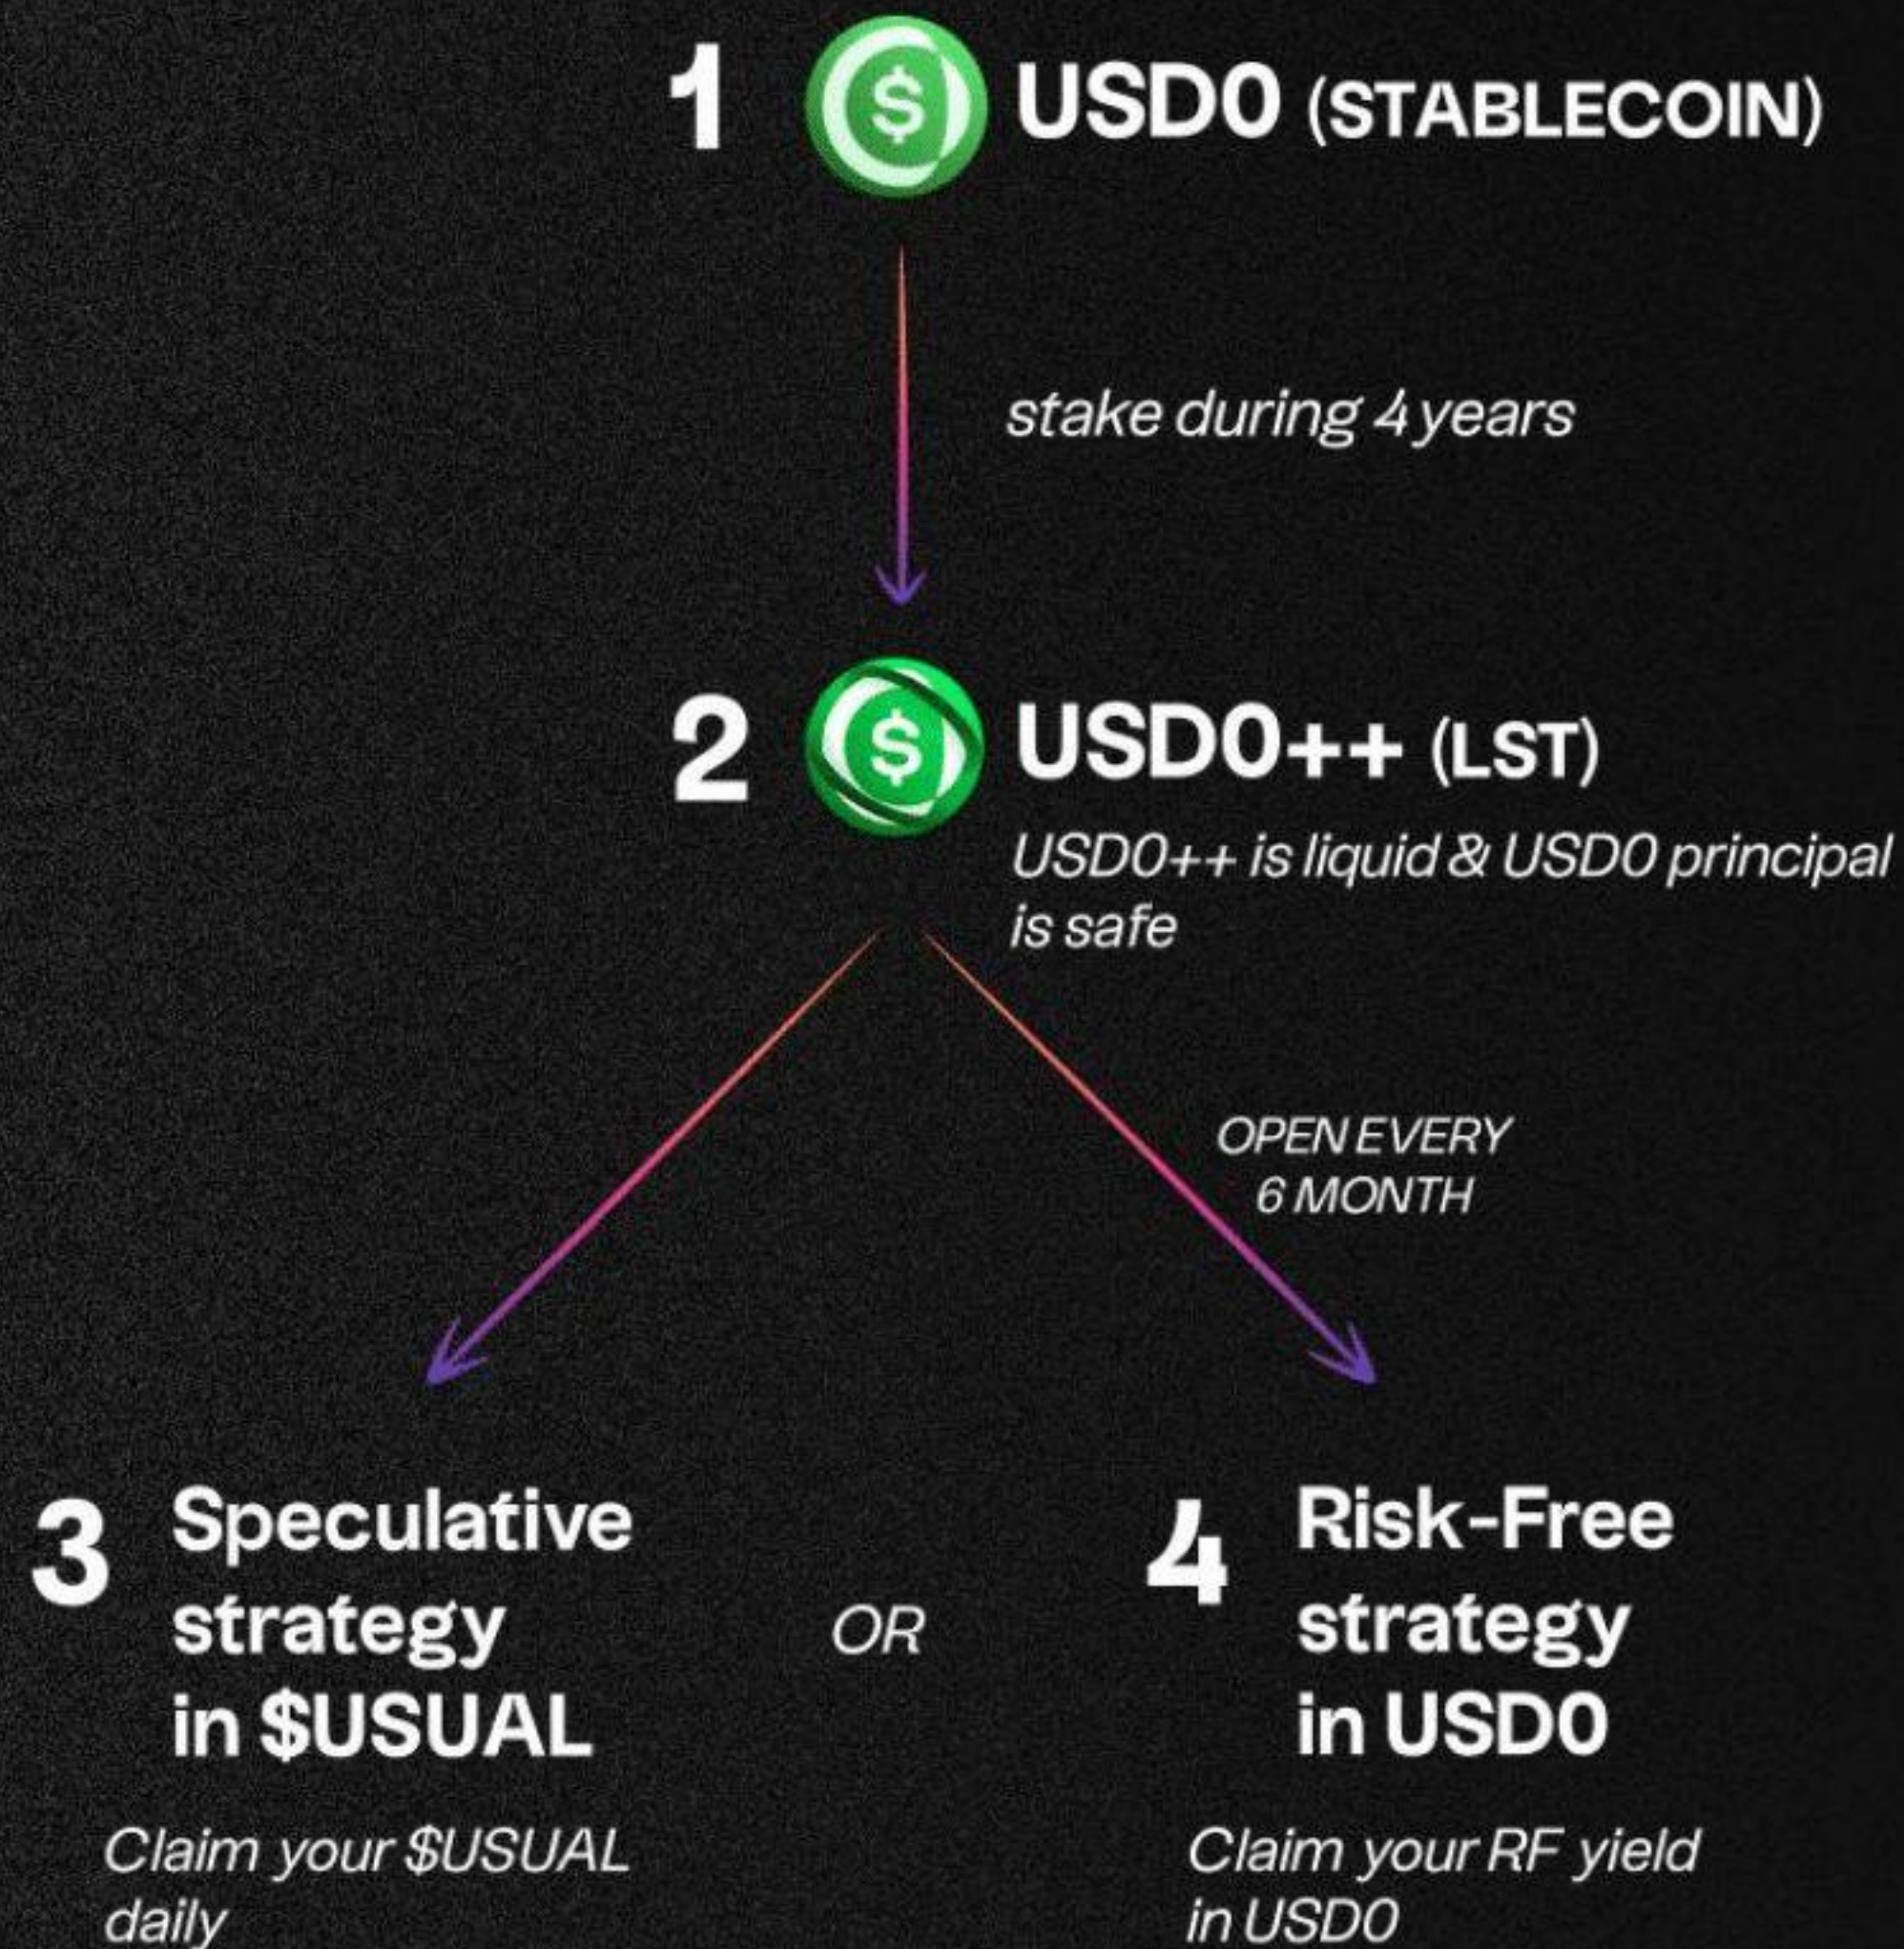 1 $ USD0 (STABLECOIN)
stake during 4 years
2 $ USD0++ (LST)
USD0++ is liquid & USD0 principal
is safe
OPEN EVERY
6 MONTH
3 Speculative
strategy
in $USUAL
Claim your $USUAL
daily
OR
4 Risk-Free
strategy
in USD0
Claim your RF yield
in USD0